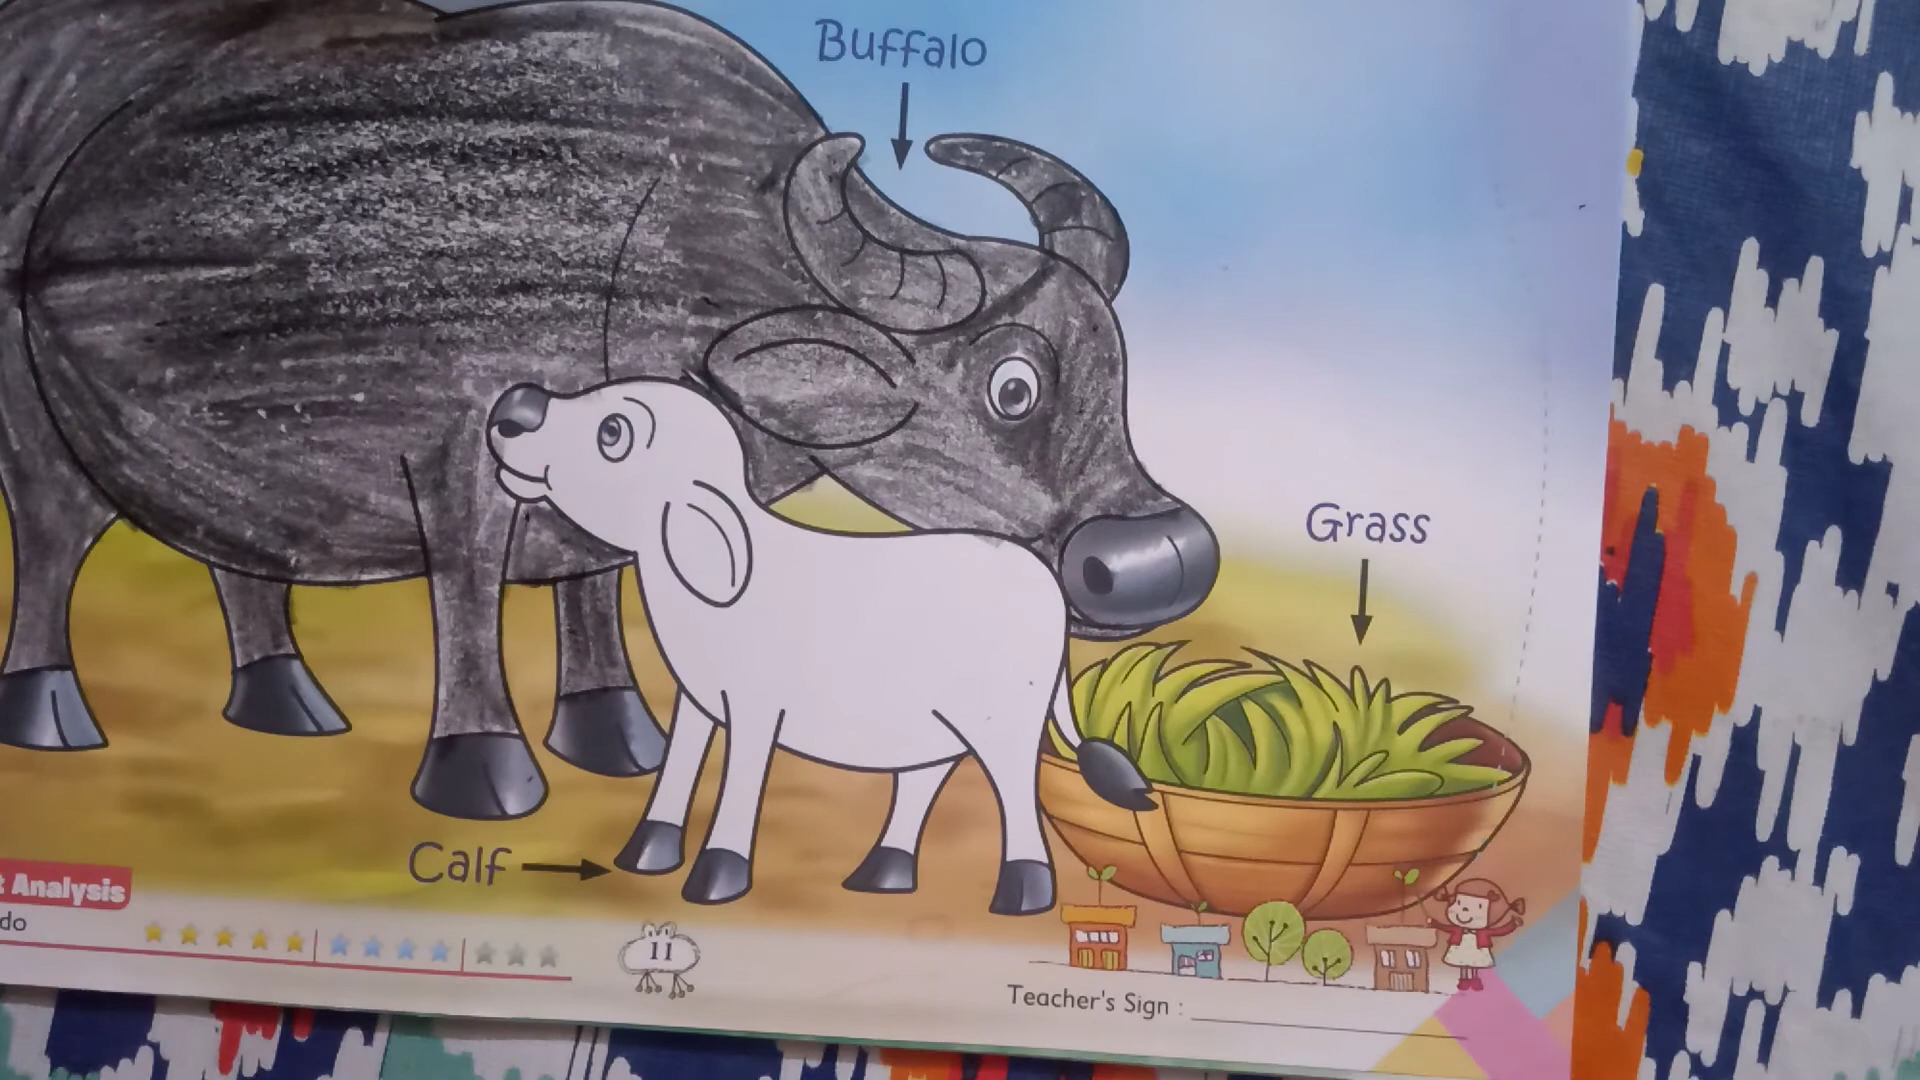 Buffalo
Grass
Calf
Analysis
do
11
Teacher's Sign :